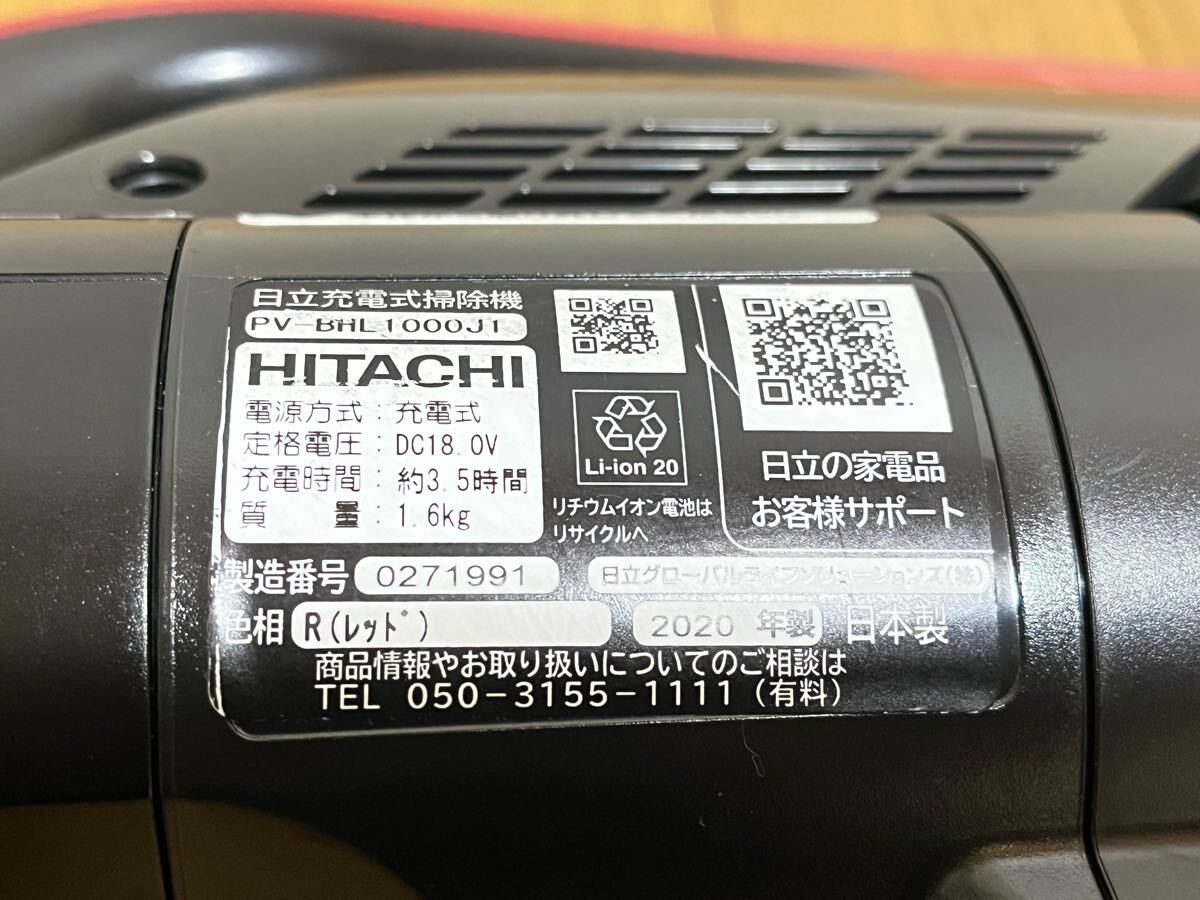 日立充電式掃除機
PV-BHL1000J1
HITACHI
電源方式：充電式
定格電圧：DC18.0V
充電時間：約3.5時間
質　　量：1.6kg
Li-ion 20
リチウムイオン電池は
リサイクルへ
日立の家電品
お客様サポート
製造番号 0271991 日立グローバルライフソリューションズ(株)
色相 R(レッド) 2020 年製 日本製
商品情報やお取り扱いについてのご相談は
TEL 050-3155-1111（有料）